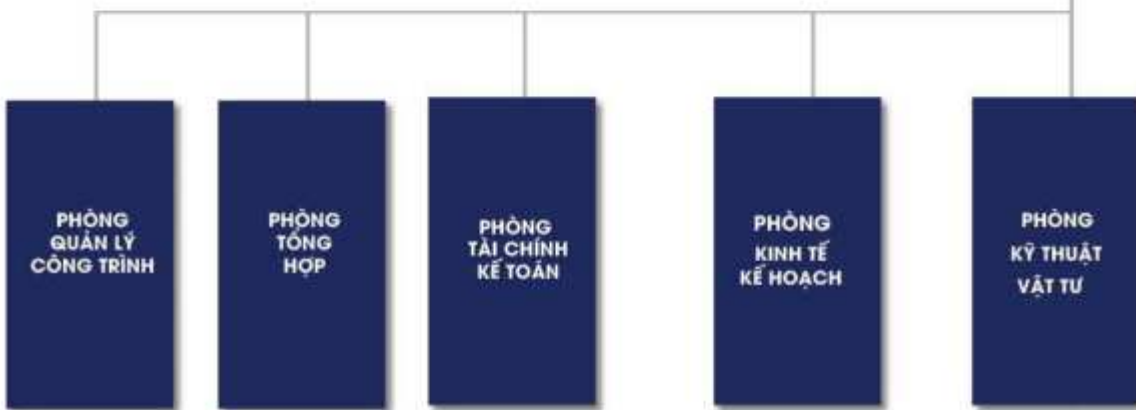 PHÒNG
QUẢN LÝ
CÔNG TRÌNH
PHÒNG
TỔNG
HỢP
PHÒNG
TÀI CHÍNH
KẾ TOÁN
PHÒNG
KINH TẾ
KẾ HOẠCH
PHÒNG
KỸ THUẬT
VẬT TƯ